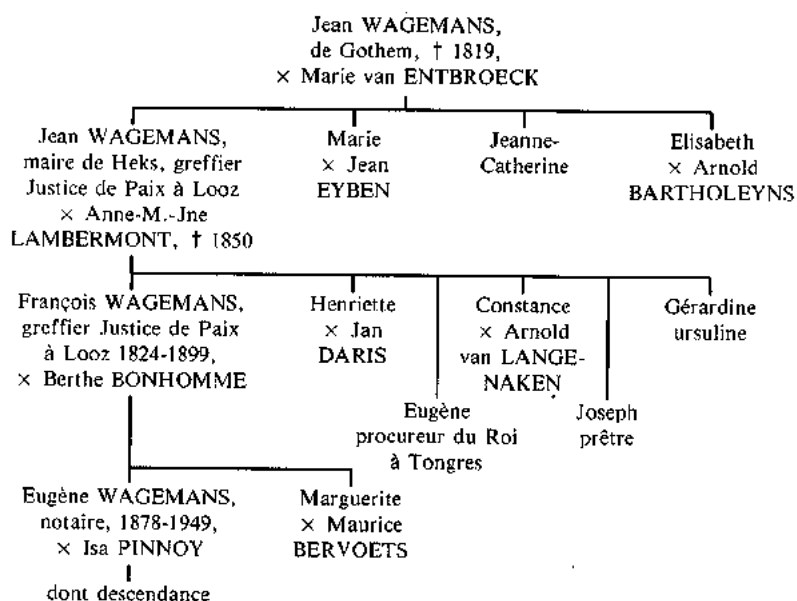 Jean WAGEMANS,
de Gothem, † 1819,
× Marie van ENTBROECK
Jean WAGEMANS,
maire de Heks, greffier
Justice de Paix à Looz
× Anne-M.-Jne
LAMBERMONT, † 1850
Marie
× Jean
EYBEN
Jeanne-
Catherine
Elisabeth
× Arnold
BARTHOLEYNS
François WAGEMANS,
greffier Justice de Paix
à Looz 1824-1899,
× Berthe BONHOMME
Henriette
× Jan
DARIS
Eugène
procureur du Roi
à Tongres
Constance
× Arnold
van LANGE-
NAKEN
Joseph
prêtre
Gérardine
ursuline
Eugène WAGEMANS,
notaire, 1878-1949,
× Isa PINNOY
Marguerite
× Maurice
BERVOETS
dont descendance